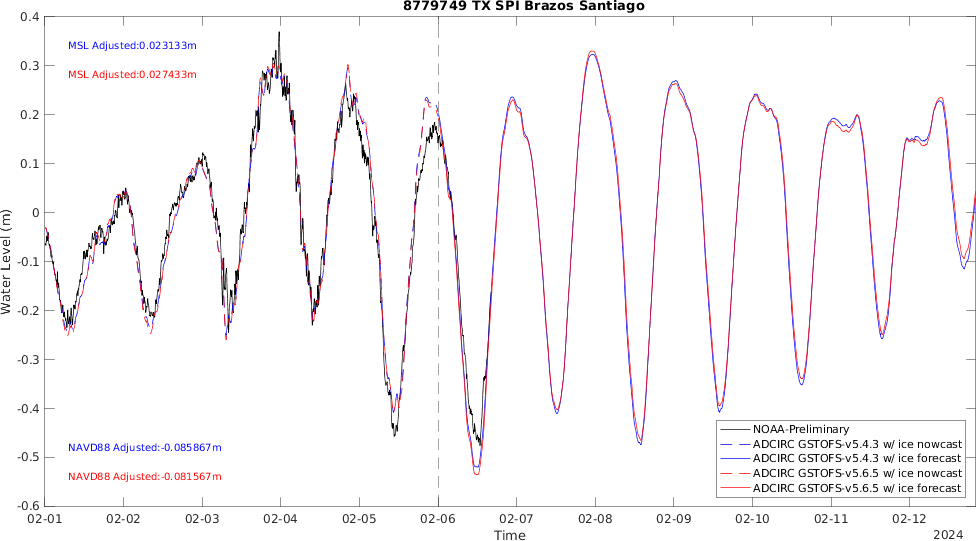 8779749 TX SPI Brazos Santiago
0.4
0.3
0.2
0.1
0
-0.1
-0.2
-0.3
-0.4
-0.5
-0.6
Water Level (m)
MSL Adjusted:0.023133m
MSL Adjusted:0.027433m
NAVD88 Adjusted:-0.085867m
NAVD88 Adjusted:-0.081567m
NOAA-Preliminary
ADCIRC GSTOFS-v5.4.3 w/ ice nowcast
ADCIRC GSTOFS-v5.4.3 w/ ice forecast
ADCIRC GSTOFS-v5.6.5 w/ ice nowcast
ADCIRC GSTOFS-v5.6.5 w/ ice forecast
02-01 02-02 02-03 02-04 02-05 02-06 02-07 02-08 02-09 02-10 02-11 02-12
Time
2024